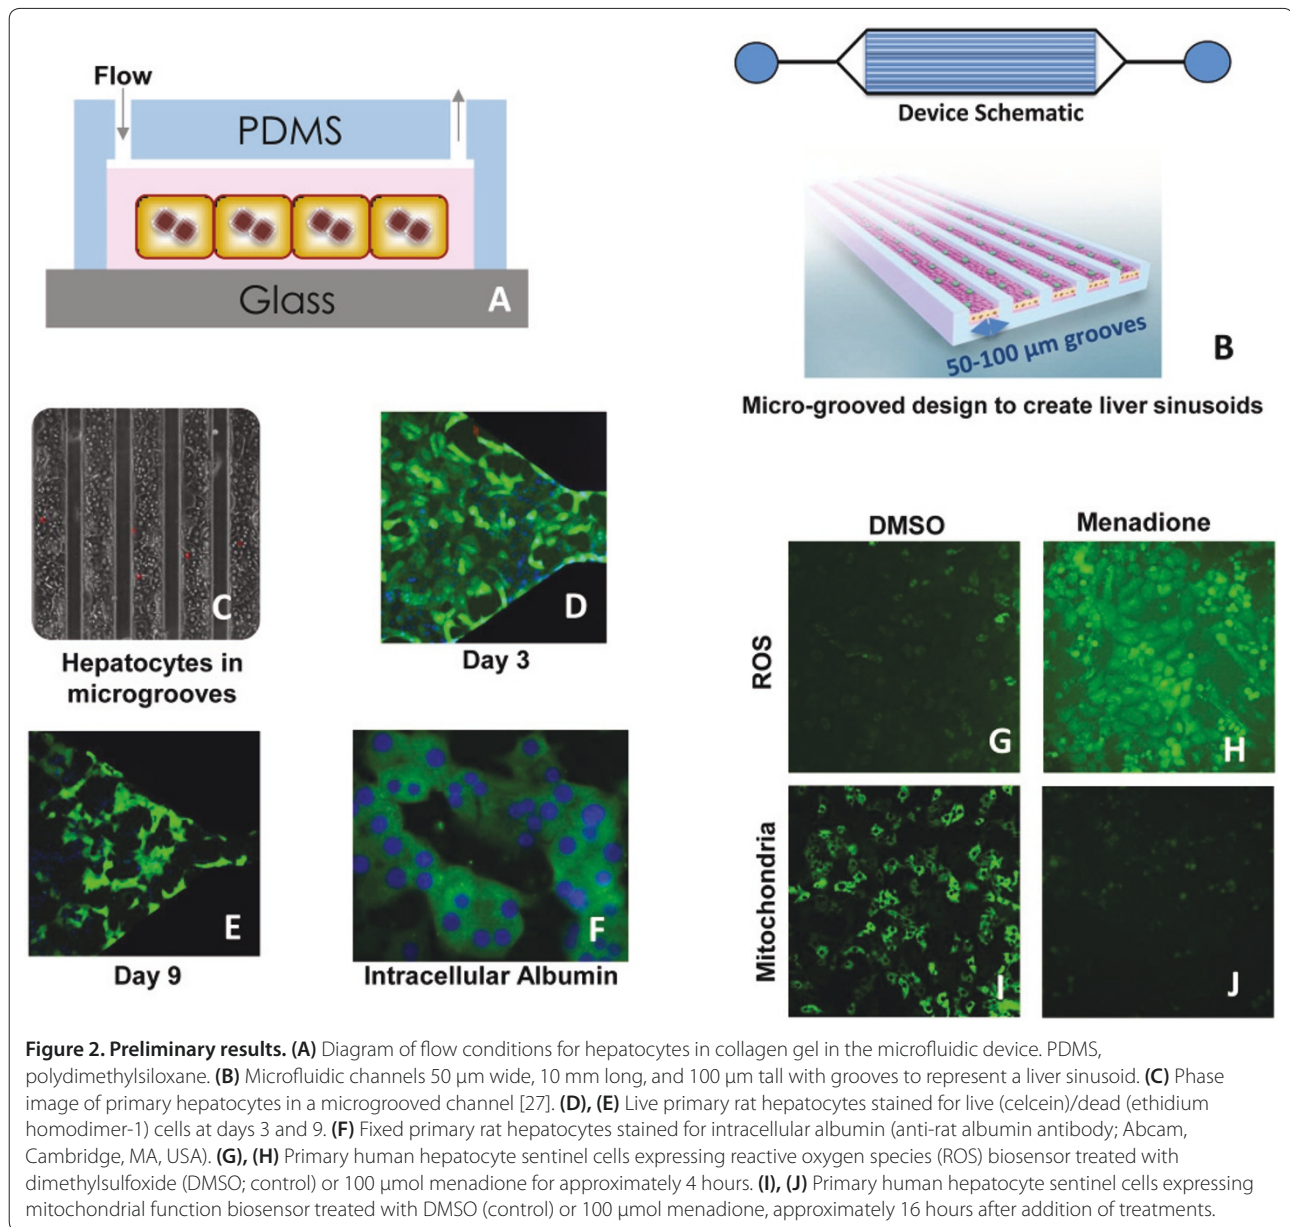 Flow
PDMS
Glass
A
Device Schematic
50-100 µm grooves
B
Micro-grooved design to create liver sinusoids
C
Hepatocytes in
microgrooves
D
Day 3
E
Day 9
F
Intracellular Albumin
DMSO
Menadione
ROS
G
H
Mitochondria
I
J
Figure 2. Preliminary results. (A) Diagram of flow conditions for hepatocytes in collagen gel in the microfluidic device. PDMS,
polydimethylsiloxane. (B) Microfluidic channels 50 µm wide, 10 mm long, and 100 µm tall with grooves to represent a liver sinusoid. (C) Phase
image of primary hepatocytes in a microgrooved channel [27]. (D), (E) Live primary rat hepatocytes stained for live (celcein)/dead (ethidium
homodimer-1) cells at days 3 and 9. (F) Fixed primary rat hepatocytes stained for intracellular albumin (anti-rat albumin antibody; Abcam,
Cambridge, MA, USA). (G), (H) Primary human hepatocyte sentinel cells expressing reactive oxygen species (ROS) biosensor treated with
dimethylsulfoxide (DMSO; control) or 100 µmol menadione for approximately 4 hours. (I), (J) Primary human hepatocyte sentinel cells expressing
mitochondrial function biosensor treated with DMSO (control) or 100 µmol menadione, approximately 16 hours after addition of treatments.